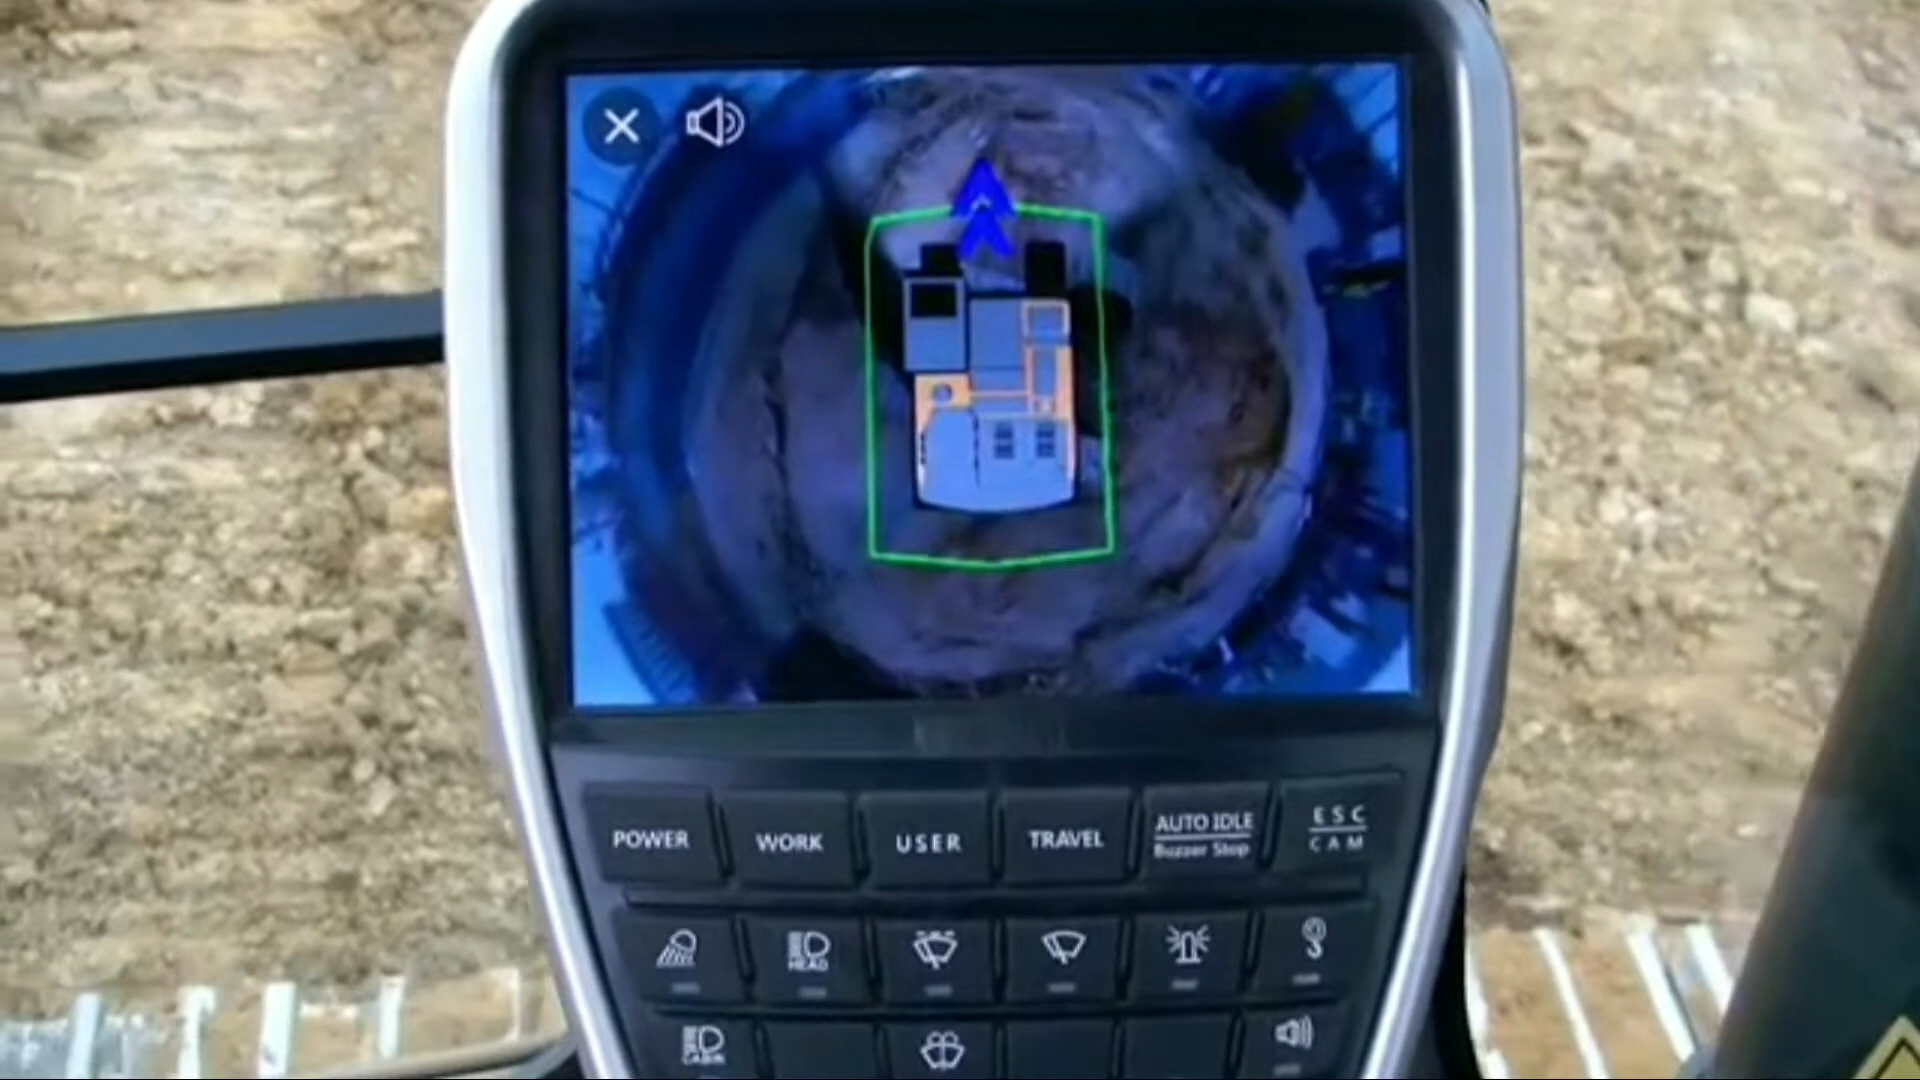 POWER
WORK
USER
TRAVEL
AUTO IDLE
Buzzer Stop
ESC
CAM
HEAD
CABIN